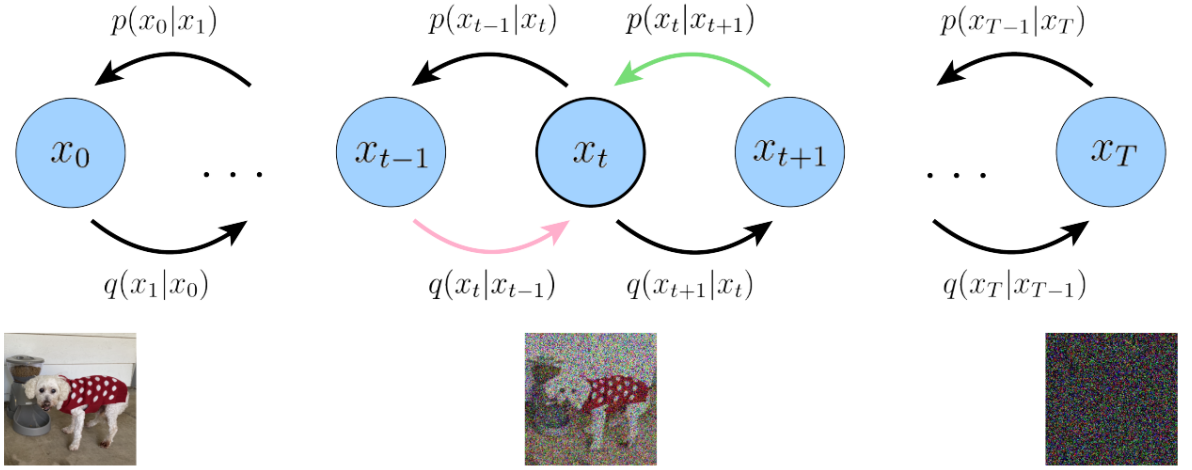 p(x_0|x_1) p(x_{t-1}|x_t) p(x_t|x_{t+1}) p(x_{T-1}|x_T)
x_0 . . . x_{t-1} x_t x_{t+1} . . . x_T
q(x_1|x_0) q(x_t|x_{t-1}) q(x_{t+1}|x_t) q(x_T|x_{T-1})